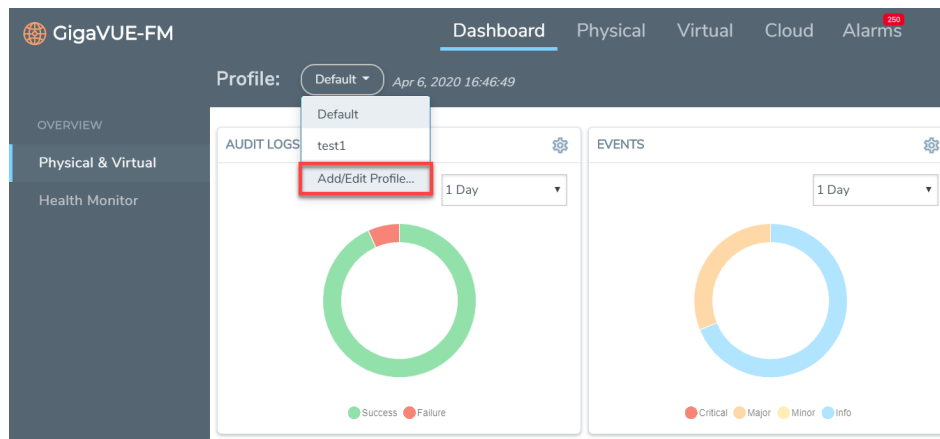 GigaVUE-FM
Dashboard Physical Virtual Cloud Alarms 250
Profile: Default Apr 6, 2020 16:46:49
Default
test1
Add/Edit Profile...
OVERVIEW
Physical & Virtual
Health Monitor
AUDIT LOGS
1 Day
Success Failure
EVENTS
1 Day
Critical Major Minor Info